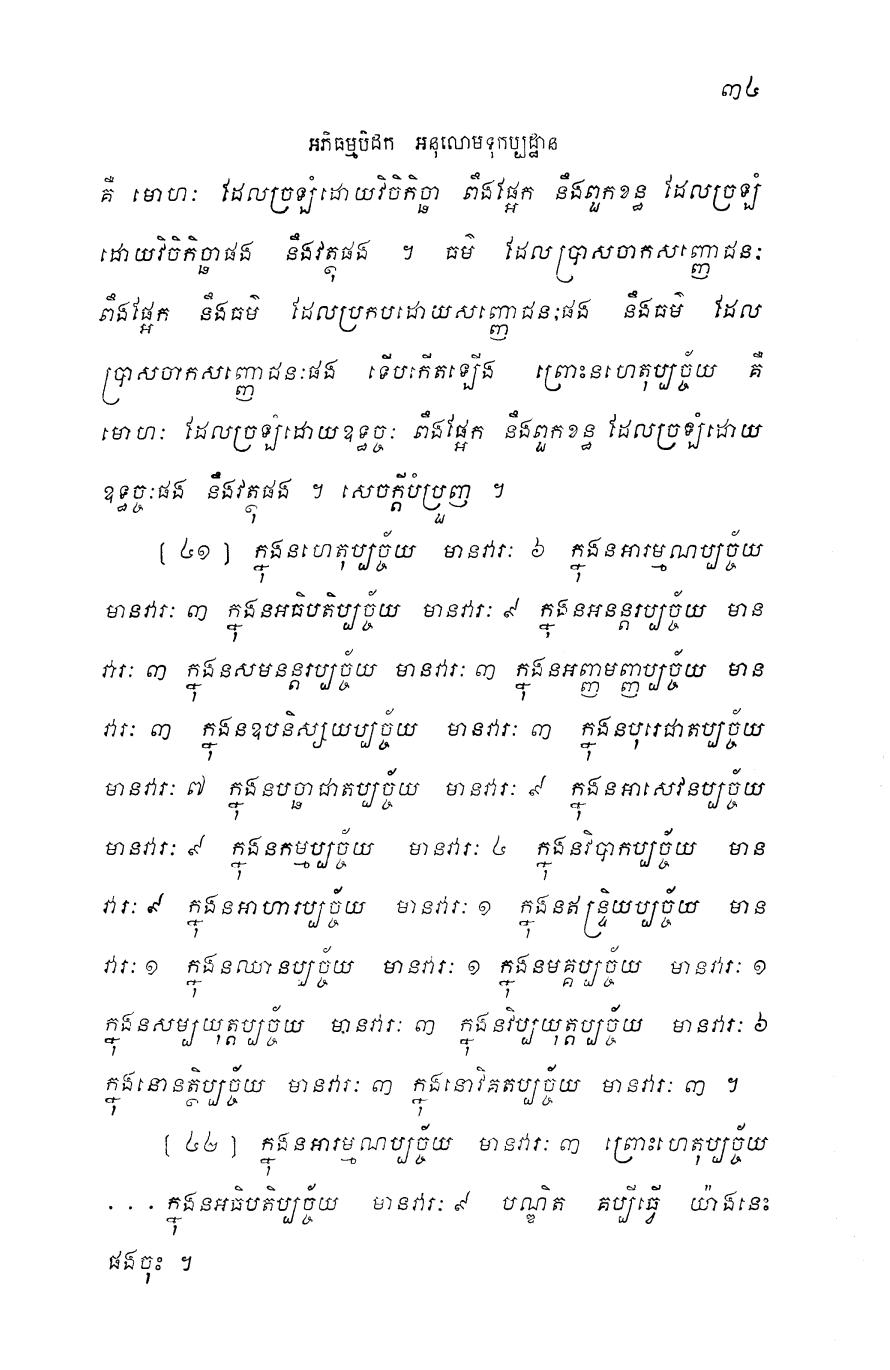 ៣៤
អភិធម្មបិដក អនុលោមទុកប្បដ្ឋាន
គឺ មោហៈ ដែលច្រឡំដោយវិចិកិច្ឆា ពឹងផ្អែក នឹងពួកខន្ធ ដែលច្រឡំ
ដោយវិចិកិច្ឆាផង នឹងវត្ថុផង ។ ធម៌ ដែលប្រាសចាកសញ្ញោជនៈ
ពឹងផ្អែក នឹងធម៌ ដែលប្រកបដោយសញ្ញោជនៈផង នឹងធម៌ ដែល
ប្រាសចាកសញ្ញោជនៈផង ទើបកើតឡើង ព្រោះនហេតុប្បច្ច័យ គឺ
មោហៈ ដែលច្រឡំដោយឧទ្ធច្ចៈ ពឹងផ្អែក នឹងពួកខន្ធ ដែលច្រឡំដោយ
ឧទ្ធច្ចៈផង នឹងវត្ថុផង ។ សេចក្តីបំប្រួញ ។
[ ៤១ ] ក្នុងនហេតុប្បច្ច័យ មានវារៈ ៦ ក្នុងនអារម្មណប្បច្ច័យ
មានវារៈ ៣ ក្នុងនអធិបតិប្បច្ច័យ មានវារៈ ៩ ក្នុងនអនន្តរប្បច្ច័យ មាន
វារៈ ៣ ក្នុងនសមនន្តរប្បច្ច័យ មានវារៈ ៣ ក្នុងនអញ្ញាមញ្ញប្បច្ច័យ មាន
វារៈ ៣ ក្នុងនឧបនិស្សយប្បច្ច័យ មានវារៈ ៣ ក្នុងនបុរេជាតប្បច្ច័យ
មានវារៈ ៧ ក្នុងនបច្ឆាជាតប្បច្ច័យ មានវារៈ ៩ ក្នុងនអាសេវនប្បច្ច័យ
មានវារៈ ៩ ក្នុងនកម្មប្បច្ច័យ មានវារៈ ៤ ក្នុងនវិបាកប្បច្ច័យ មាន
វារៈ ៩ ក្នុងនអាហារប្បច្ច័យ មានវារៈ ១ ក្នុងនឥន្ទ្រិយប្បច្ច័យ មាន
វារៈ ១ ក្នុងនឈានប្បច្ច័យ មានវារៈ ១ ក្នុងនមគ្គប្បច្ច័យ មានវារៈ ១
ក្នុងនសម្បយុត្តប្បច្ច័យ មានវារៈ ៣ ក្នុងនវិប្បយុត្តប្បច្ច័យ មានវារៈ ៦
ក្នុងនោនត្ថិប្បច្ច័យ មានវារៈ ៣ ក្នុងនោវិគតប្បច្ច័យ មានវារៈ ៣ ។
[ ៤២ ] ក្នុងនអារម្មណប្បច្ច័យ មានវារៈ ៣ ព្រោះហេតុប្បច្ច័យ
. . . ក្នុងនអធិបតិប្បច្ច័យ មានវារៈ ៩ បណ្ឌិត គប្បីធ្វើ យ៉ាងនេះ
ផងចុះ ។